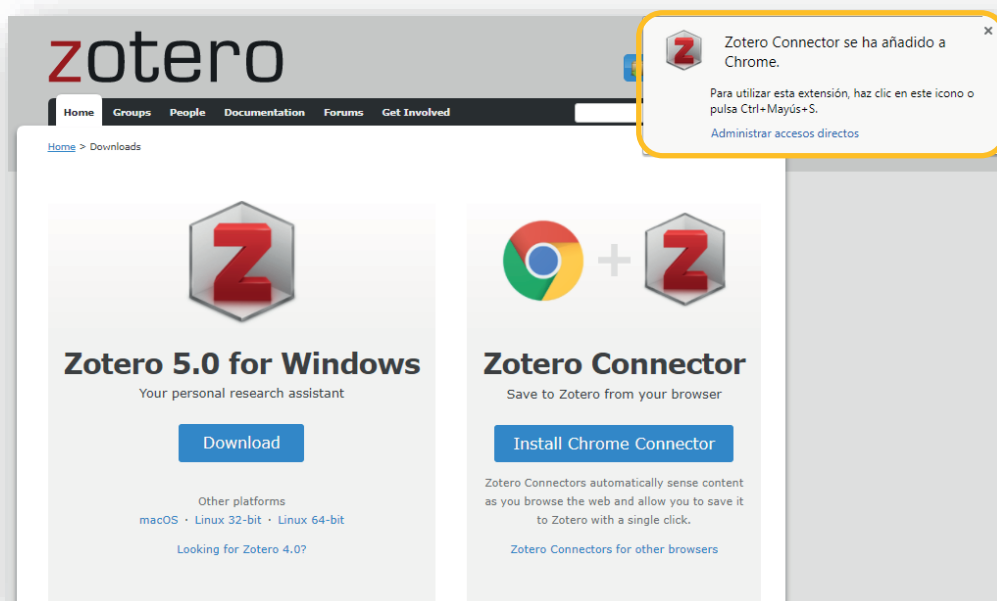 zotero
Zotero Connector se ha añadido a
Chrome.
Para utilizar esta extensión, haz clic en este icono o
pulsa Ctrl+Mayús+S.
Administrar accesos directos
Home Groups People Documentation Forums Get Involved
Home > Downloads
Z
Z
Z
Zotero 5.0 for Windows
Your personal research assistant
Download
Other platforms
macOS · Linux 32-bit · Linux 64-bit
Looking for Zotero 4.0?
Zotero Connector
Save to Zotero from your browser
Install Chrome Connector
Zotero Connectors automatically sense content
as you browse the web and allow you to save it
to Zotero with a single click.
Zotero Connectors for other browsers